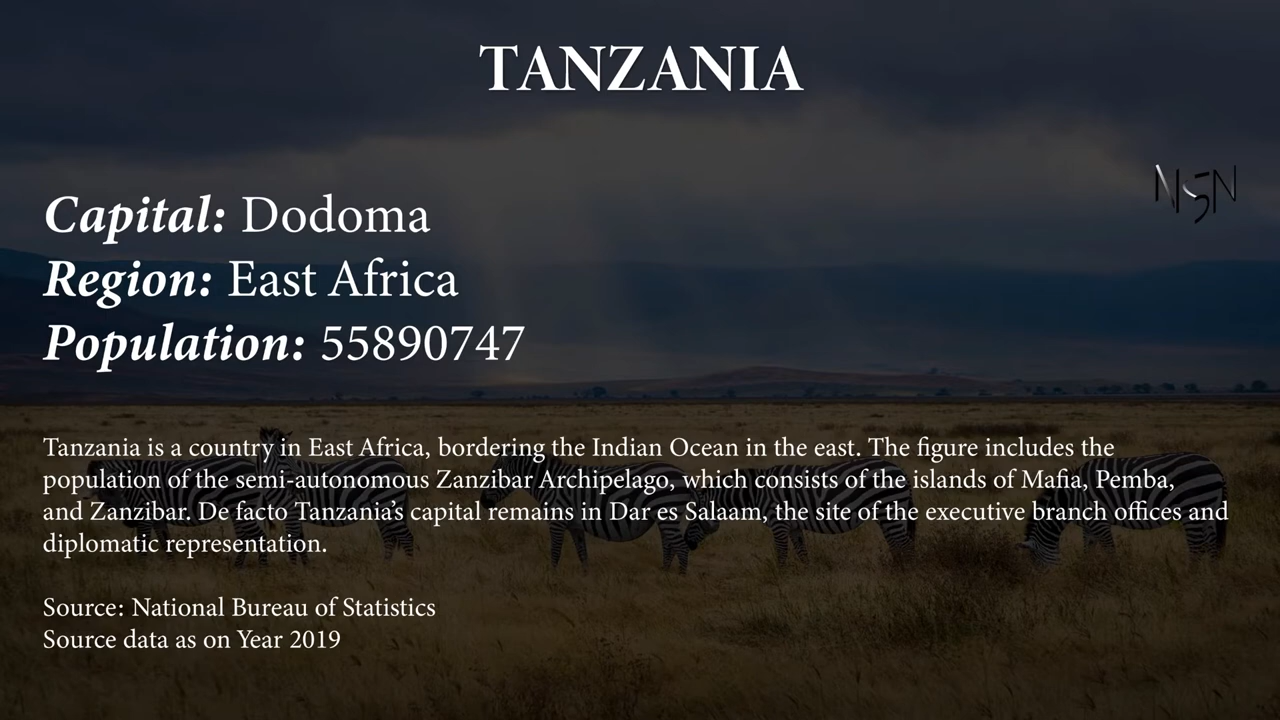 TANZANIA
NSN
Capital: Dodoma
Region: East Africa
Population: 55890747
Tanzania is a country in East Africa, bordering the Indian Ocean in the east. The figure includes the
population of the semi-autonomous Zanzibar Archipelago, which consists of the islands of Mafia, Pemba,
and Zanzibar. De facto Tanzania's capital remains in Dar es Salaam, the site of the executive branch offices and
diplomatic representation.
Source: National Bureau of Statistics
Source data as on Year 2019